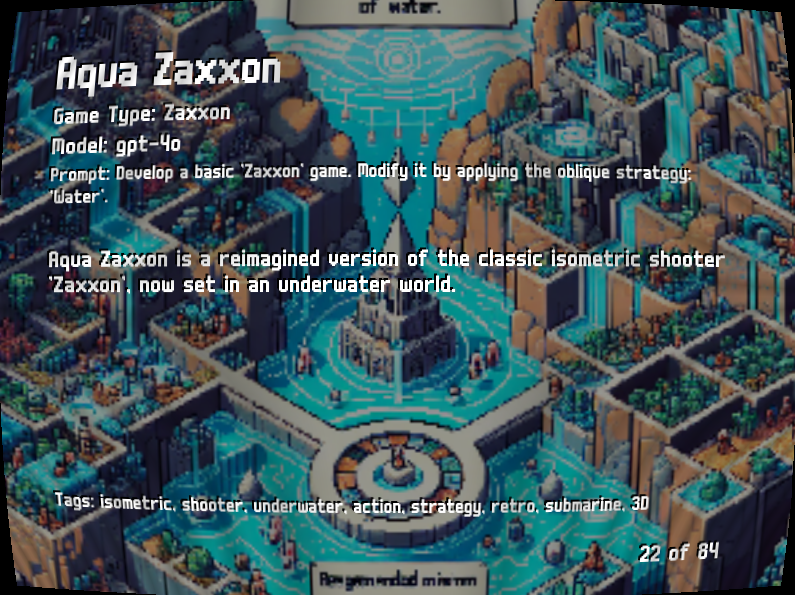 of water.
Aqua Zaxxon
Game Type: Zaxxon
Model: gpt-4o
Prompt: Develop a basic 'Zaxxon' game. Modify it by applying the oblique strategy:
'Water'.
Aqua Zaxxon is a reimagined version of the classic isometric shooter
'Zaxxon', now set in an underwater world.
Tags: isometric, shooter, underwater, action, strategy, retro, submarine, 3D
22 of 84